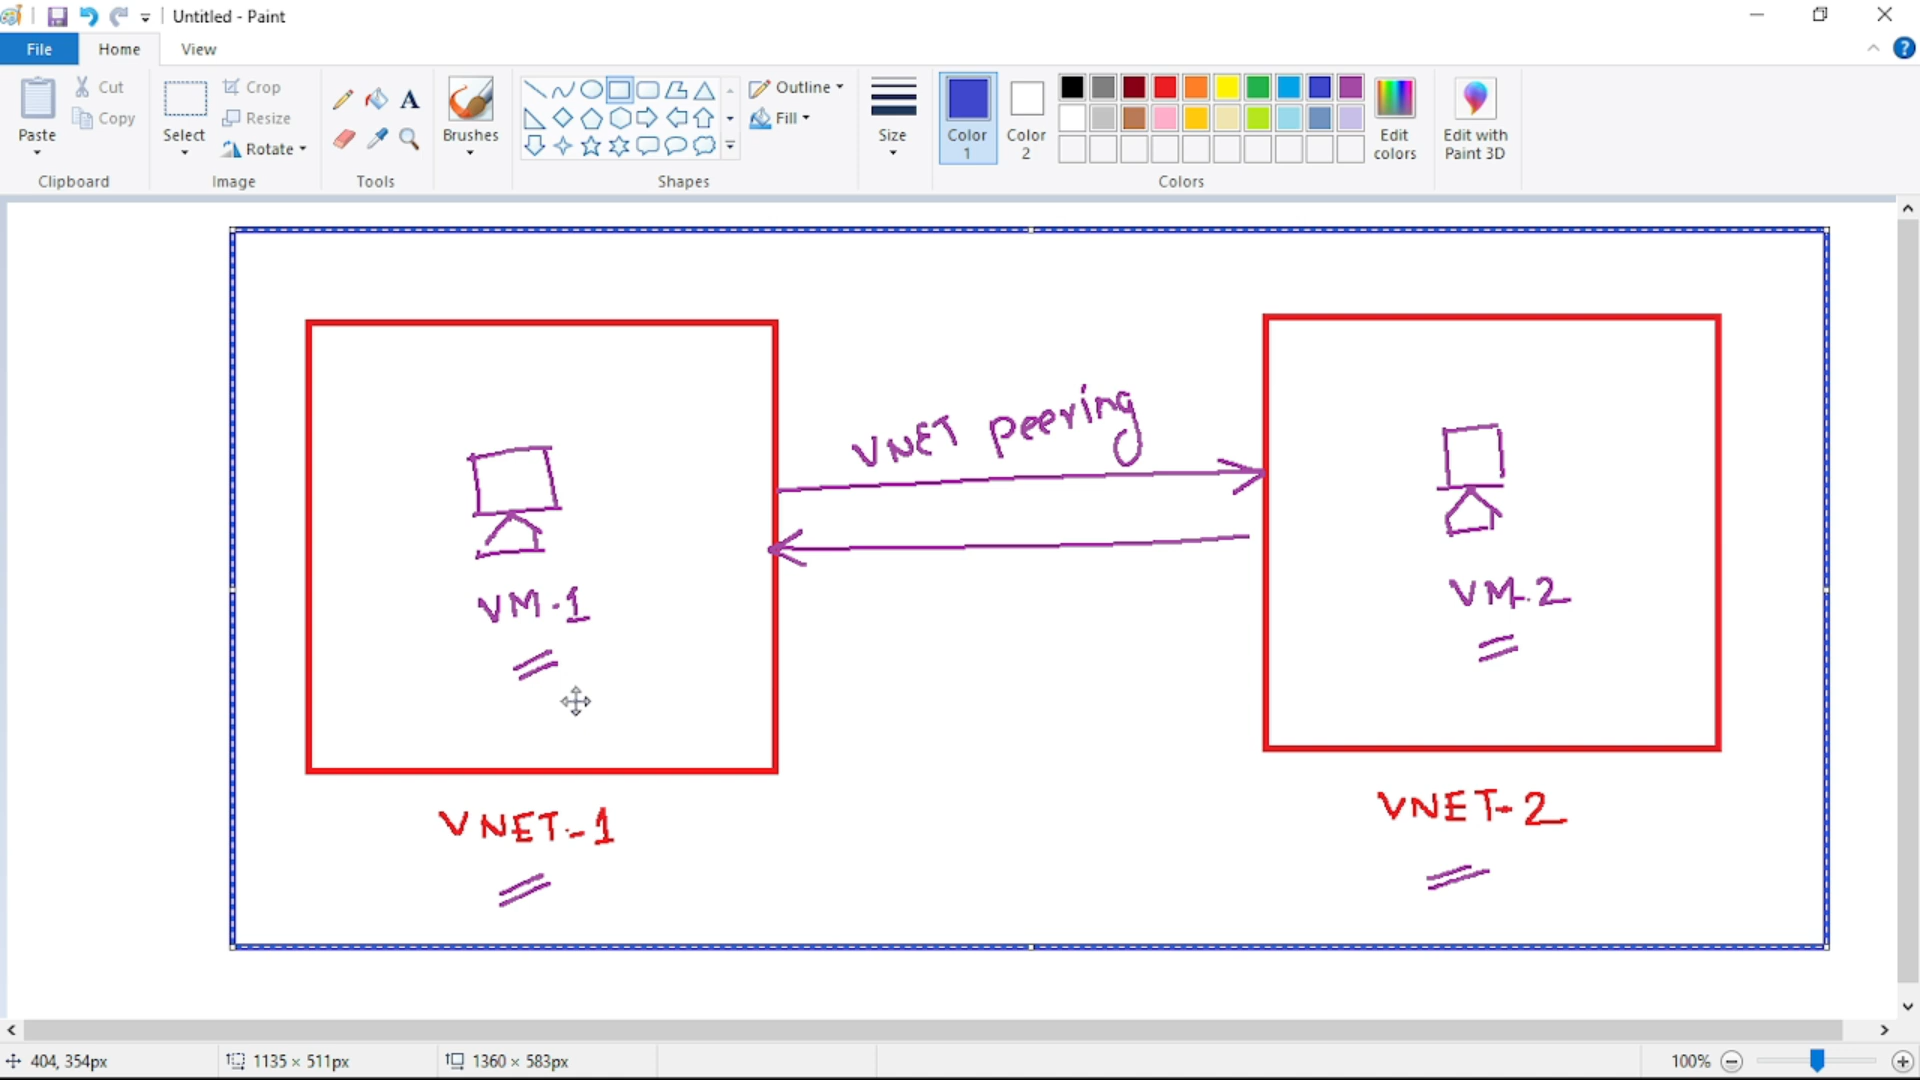 Untitled - Paint
File Home View
Paste
Cut
Copy
Clipboard
Select
Crop
Resize
Rotate
Image
A
Tools
Brushes
Outline
Fill
Shapes
Size
Color 1
Color 2
Edit colors
Edit with Paint 3D
Colors
VNET peering
VM-1
VM-2
VNET-1
VNET-2
404, 354px
1135 × 511px
1360 × 583px
100%